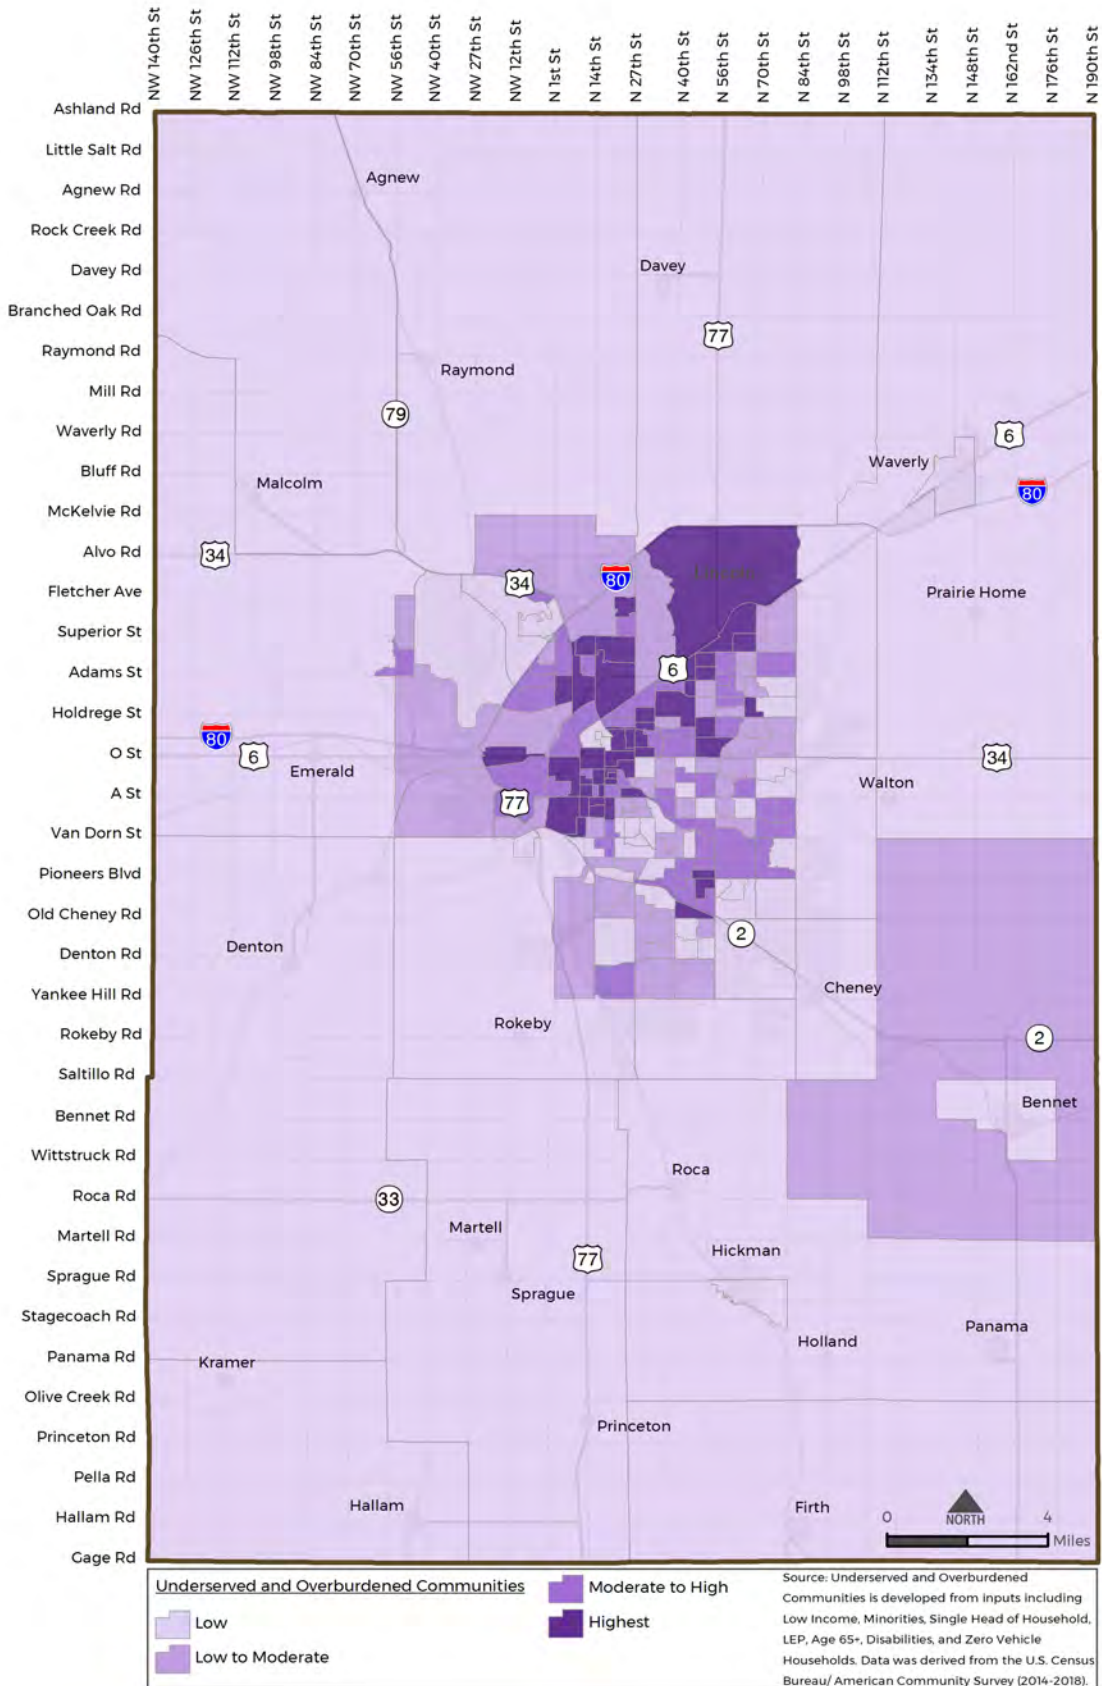 NW 140th St
NW 126th St
NW 112th St
NW 98th St
NW 84th St
NW 70th St
NW 56th St
NW 40th St
NW 27th St
NW 12th St
N 1st St
N 14th St
N 27th St
N 40th St
N 56th St
N 70th St
N 84th St
N 98th St
N 112th St
N 134th St
N 148th St
N 162nd St
N 176th St
N 190th St
Ashland Rd
Little Salt Rd
Agnew Rd
Rock Creek Rd
Davey Rd
Branched Oak Rd
Raymond Rd
Mill Rd
Waverly Rd
Bluff Rd
McKelvie Rd
Alvo Rd
Fletcher Ave
Superior St
Adams St
Holdrege St
O St
A St
Van Dorn St
Pioneers Blvd
Old Cheney Rd
Denton Rd
Yankee Hill Rd
Rokeby Rd
Saltillo Rd
Bennet Rd
Wittstruck Rd
Roca Rd
Martell Rd
Sprague Rd
Stagecoach Rd
Panama Rd
Olive Creek Rd
Princeton Rd
Pella Rd
Hallam Rd
Gage Rd
Agnew
Davey
77
Raymond
79
6
Waverly
Malcolm
80
34
34
80
Lincoln
Prairie Home
6
80
6
Emerald
34
Walton
77
Denton
2
Cheney
Rokeby
2
Bennet
Roca
33
Martell
Hickman
77
Sprague
Panama
Holland
Kramer
Princeton
Hallam
Firth
NORTH
0 4
Miles
Underserved and Overburdened Communities
Low
Low to Moderate
Moderate to High
Highest
Source: Underserved and Overburdened
Communities is developed from inputs including
Low Income, Minorities, Single Head of Household,
LEP, Age 65+, Disabilities, and Zero Vehicle
Households. Data was derived from the U.S. Census
Bureau/ American Community Survey (2014-2018).